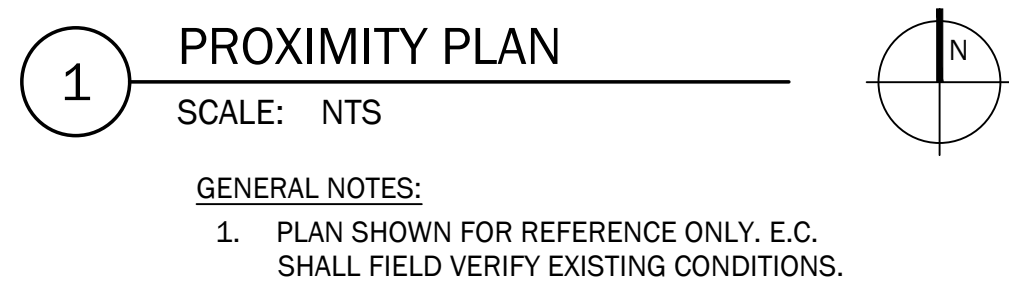 1
PROXIMITY PLAN
SCALE: NTS
N
GENERAL NOTES:
1. PLAN SHOWN FOR REFERENCE ONLY. E.C.
SHALL FIELD VERIFY EXISTING CONDITIONS.